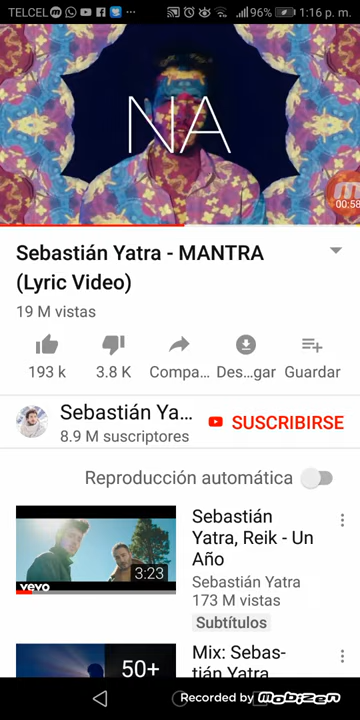 TELCEL
96%
1:16 p. m.
NA
00:58
Sebastián Yatra - MANTRA
(Lyric Video)
19 M vistas
193 k
3.8 K
Compa...
Des...gar
Guardar
Sebastián Ya...
8.9 M suscriptores
SUSCRIBIRSE
Reproducción automática
vevo
3:23
Sebastián
Yatra, Reik - Un
Año
Sebastián Yatra
173 M vistas
Subtítulos
50+
Mix: Sebas-
tián Yatra
Recorded by Mobizen